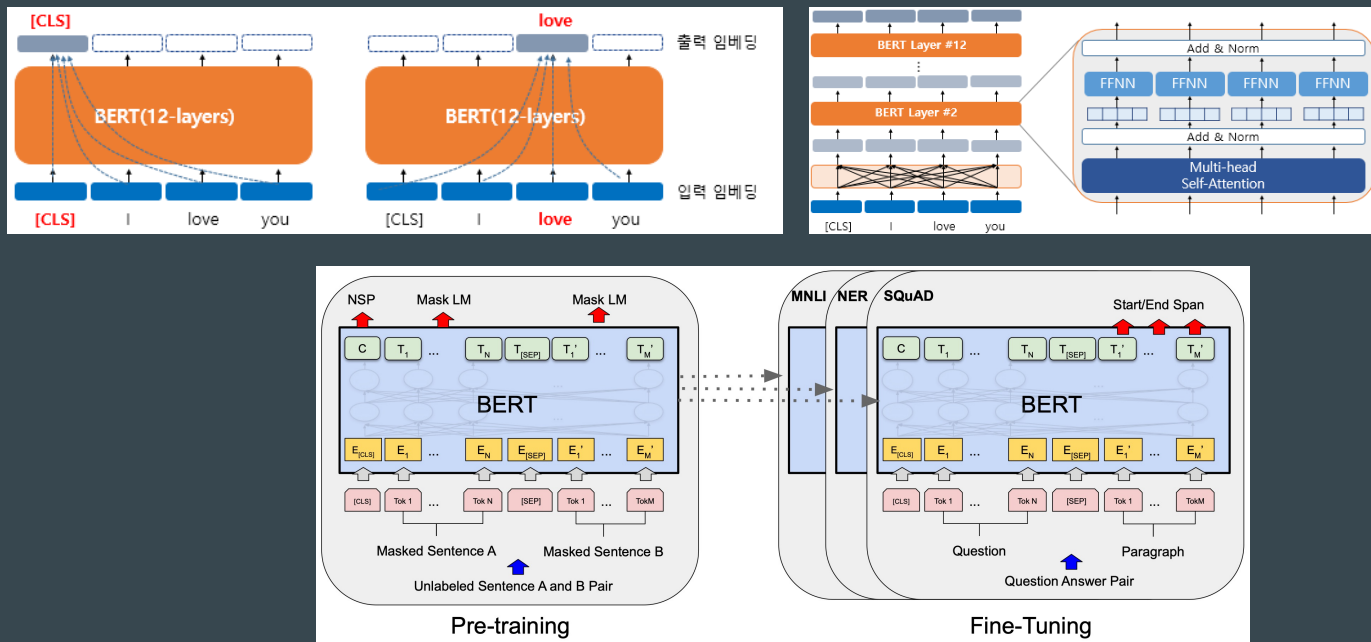 [CLS]
love
출력 임베딩
BERT(12-layers)
BERT(12-layers)
입력 임베딩
[CLS] I love you
[CLS] I love you
BERT Layer #12
⋮
BERT Layer #2
[CLS] I love you
Add & Norm
FFNN FFNN FFNN FFNN
Add & Norm
Multi-head
Self-Attention
NSP Mask LM Mask LM
C T1 ... TN T[SEP] T1' ... TM'
BERT
E[CLS] E1 ... EN E[SEP] E1' ... EM'
[CLS] Tok 1 ... Tok N [SEP] Tok 1 ... TokM
Masked Sentence A Masked Sentence B
Unlabeled Sentence A and B Pair
Pre-training
MNLI NER SQuAD
Start/End Span
C T1 ... TN T[SEP] T1' ... TM'
BERT
E[CLS] E1 ... EN E[SEP] E1' ... EM'
[CLS] Tok 1 ... Tok N [SEP] Tok 1 ... TokM
Question Paragraph
Question Answer Pair
Fine-Tuning